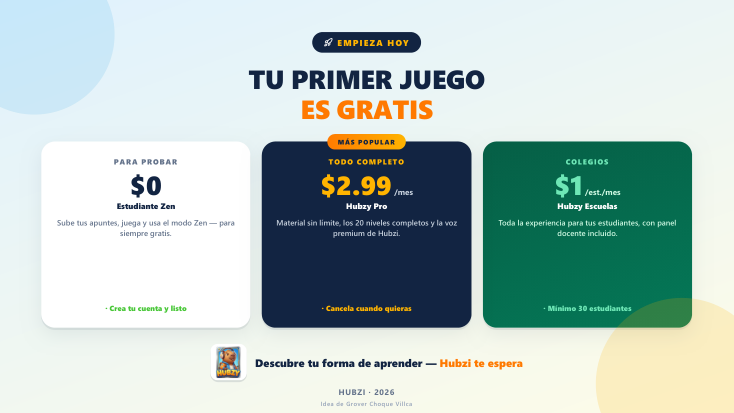 EMPIEZA HOY
TU PRIMER JUEGO
ES GRATIS
PARA PROBAR
$0
Estudiante Zen
Sube tus apuntes, juega y usa el modo Zen — para
siempre gratis.
· Crea tu cuenta y listo
MÁS POPULAR
TODO COMPLETO
$2.99 /mes
Hubzy Pro
Material sin límite, los 20 niveles completos y la voz
premium de Hubzi.
· Cancela cuando quieras
COLEGIOS
$1 /est./mes
Hubzy Escuelas
Toda la experiencia para tus estudiantes, con panel
docente incluido.
· Mínimo 30 estudiantes
HUBZY
Descubre tu forma de aprender — Hubzi te espera
HUBZI · 2026
Idea de Grover Choque Villca